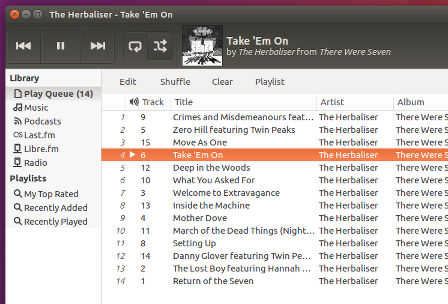 The Herbaliser - Take 'Em On
Take 'Em On
by The Herbaliser from There Were Seven
Library
Play Queue (14)
Music
Podcasts
Last.fm
Libre.fm
Radio
Playlists
My Top Rated
Recently Added
Recently Played
Edit Shuffle Clear Playlist
Track Title Artist Album
1 9 Crimes and Misdemeanours feat... The Herbaliser There Were S
2 5 Zero Hill featuring Twin Peaks The Herbaliser There Were S
3 15 Move As One The Herbaliser There Were S
4 6 Take 'Em On The Herbaliser There Were S
5 12 Deep in the Woods The Herbaliser There Were S
6 10 What You Asked For The Herbaliser There Were S
7 3 Welcome to Extravagance The Herbaliser There Were S
8 13 Inside the Machine The Herbaliser There Were S
9 4 Mother Dove The Herbaliser There Were S
10 11 March of the Dead Things (Night... The Herbaliser There Were S
11 8 Setting Up The Herbaliser There Were S
12 14 Danny Glover featuring Twin Pe... The Herbaliser There Were S
13 2 The Lost Boy featuring Hannah ... The Herbaliser There Were S
14 1 Return of the Seven The Herbaliser There Were S